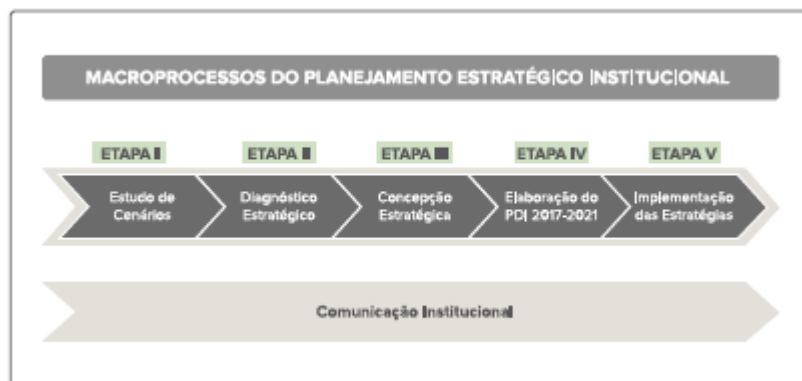 MACROPROCESSOS DO PLANEJAMENTO ESTRATÉGICO INSTITUCIONAL
ETAPA I
ETAPA II
ETAPA III
ETAPA IV
ETAPA V
Estudo de
Cenários
Diagnóstico
Estratégico
Concepção
Estratégica
Elaboração do
PDI 2017-2021
Implementação
das Estratégias
Comunicação Institucional